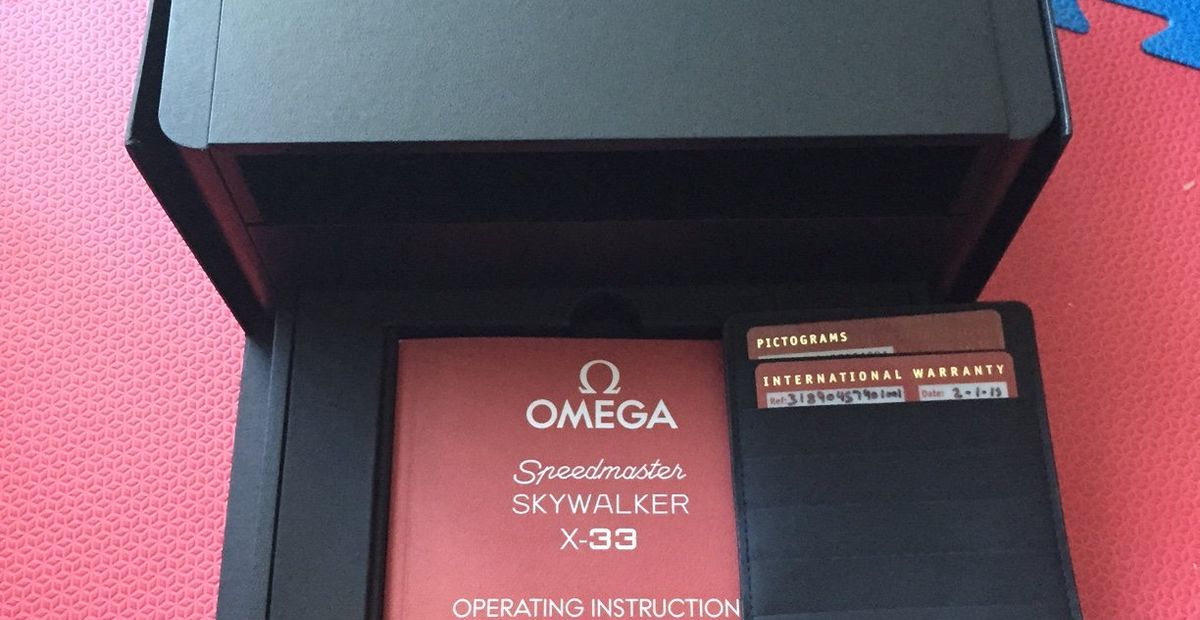 Ω
OMEGA
Speedmaster
SKYWALKER
X-33
OPERATING INSTRUCTION
PICTOGRAMS
INTERNATIONAL WARRANTY
Ref: 31890457901001
Date: 2.1.15